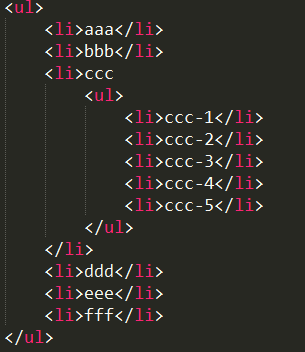 <ul>
    <li>aaa</li>
    <li>bbb</li>
    <li>ccc
        <ul>
            <li>ccc-1</li>
            <li>ccc-2</li>
            <li>ccc-3</li>
            <li>ccc-4</li>
            <li>ccc-5</li>
        </ul>
    </li>
    <li>ddd</li>
    <li>eee</li>
    <li>fff</li>
</ul>